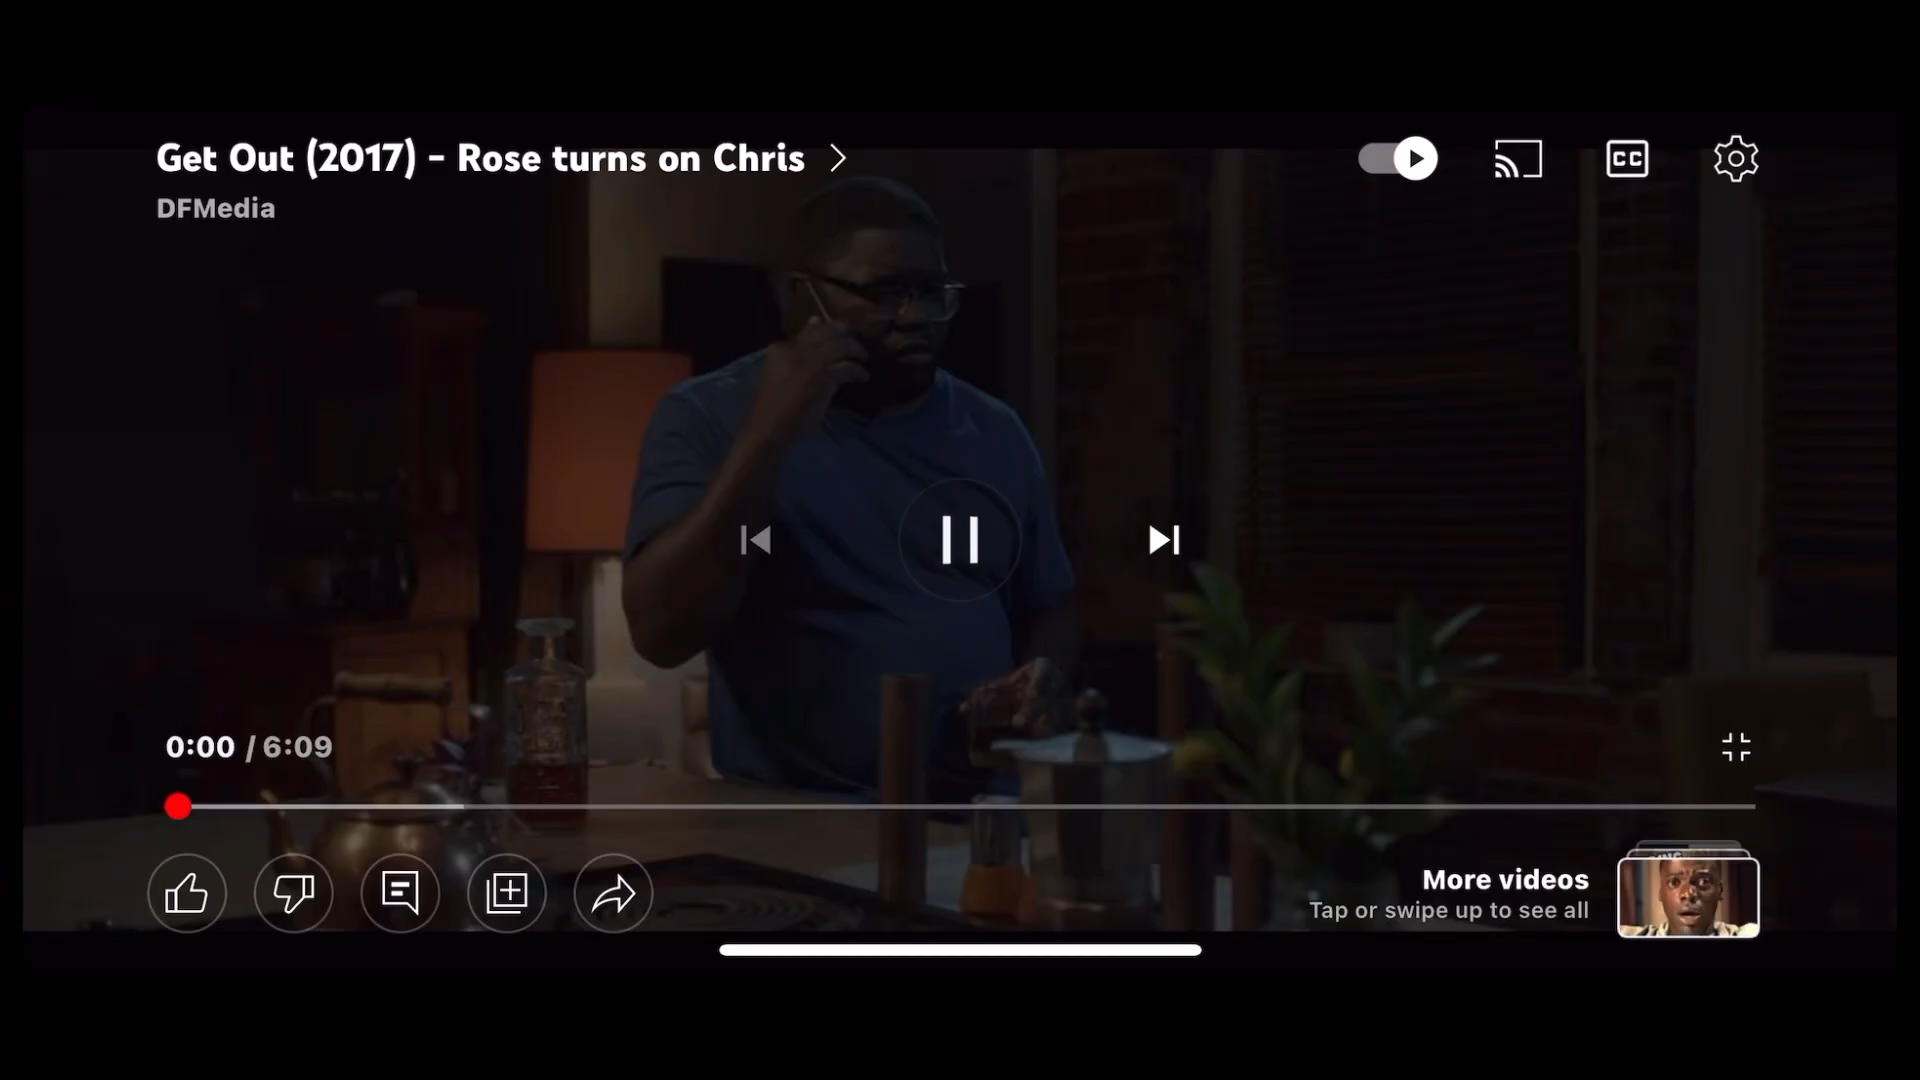 Get Out (2017) - Rose turns on Chris
DFMedia
CC
0:00 / 6:09
More videos
Tap or swipe up to see all